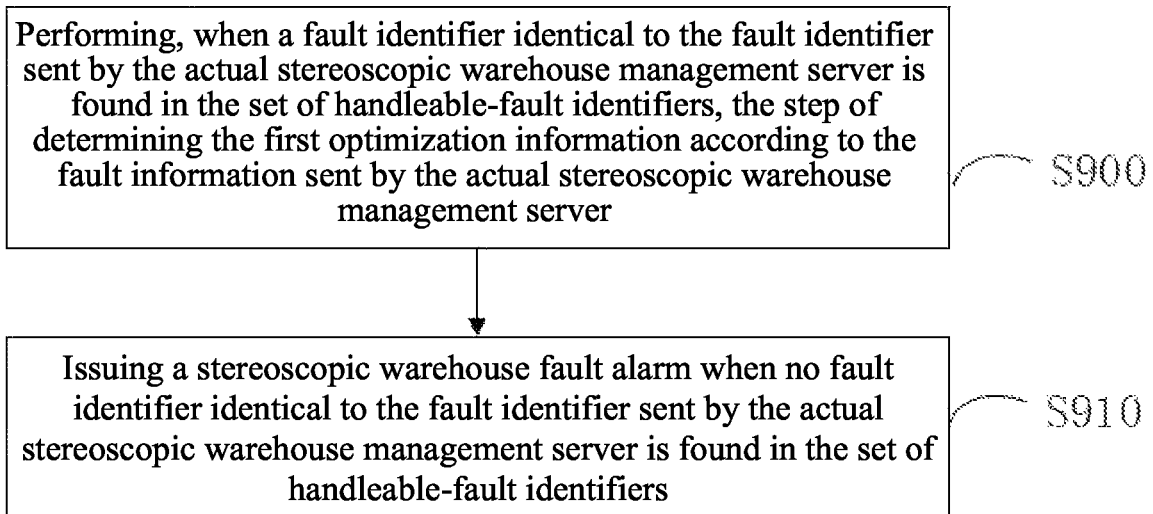 Performing, when a fault identifier identical to the fault identifier
sent by the actual stereoscopic warehouse management server is
found in the set of handleable-fault identifiers, the step of
determining the first optimization information according to the
fault information sent by the actual stereoscopic warehouse
management server
S900
Issuing a stereoscopic warehouse fault alarm when no fault
identifier identical to the fault identifier sent by the actual
stereoscopic warehouse management server is found in the set of
handleable-fault identifiers
S910